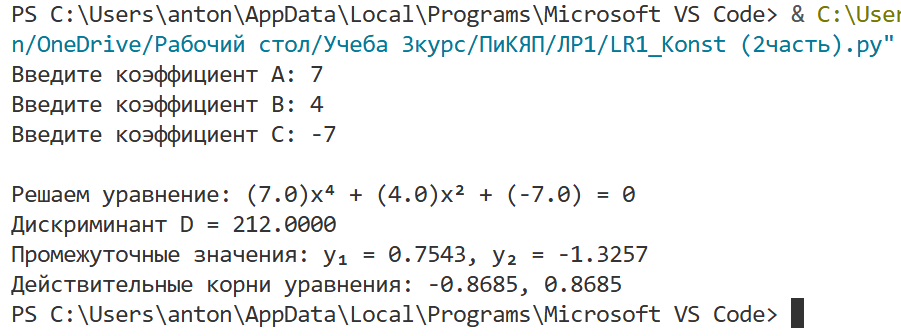 PS C:\Users\anton\AppData\Local\Programs\Microsoft VS Code> & C:\User
n/OneDrive/Рабочий стол/Учеба 3курс/ПиКЯП/ЛР1/LR1_Konst (2часть).py"
Введите коэффициент A: 7
Введите коэффициент B: 4
Введите коэффициент C: -7
Решаем уравнение: (7.0)x⁴ + (4.0)x² + (-7.0) = 0
Дискриминант D = 212.0000
Промежуточные значения: y₁ = 0.7543, y₂ = -1.3257
Действительные корни уравнения: -0.8685, 0.8685
PS C:\Users\anton\AppData\Local\Programs\Microsoft VS Code>